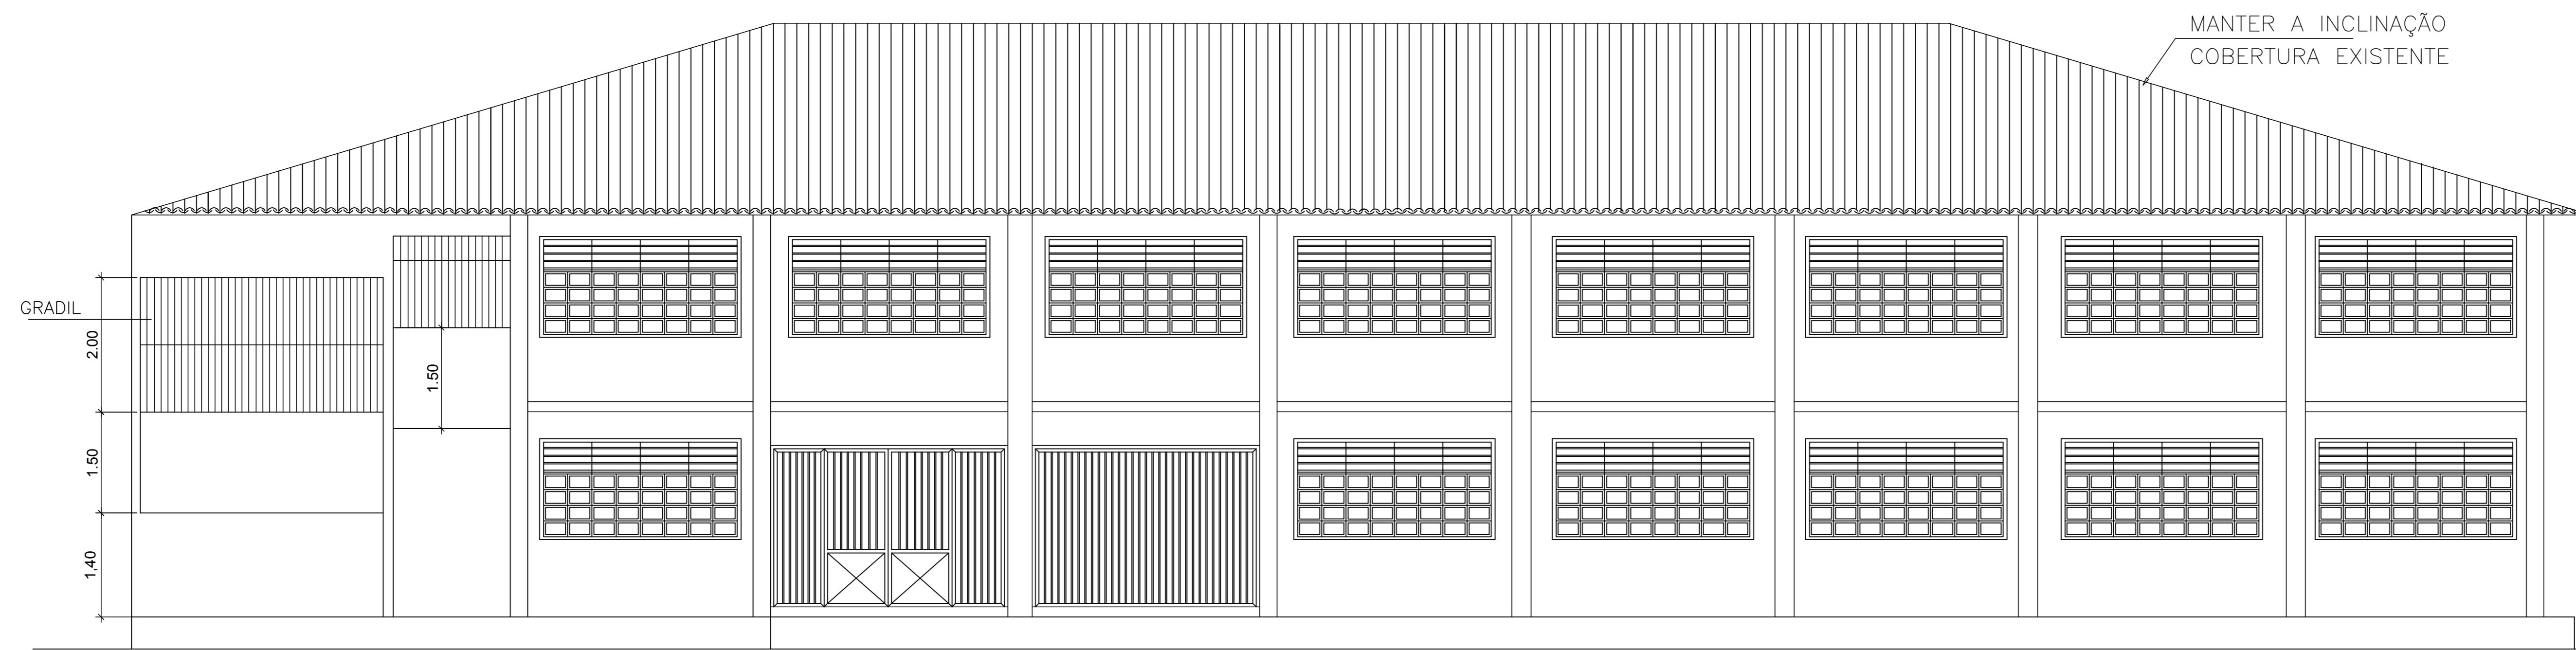 MANTER A INCLINAÇÃO
COBERTURA EXISTENTE
GRADIL
2.00
1.50
1.50
1,40